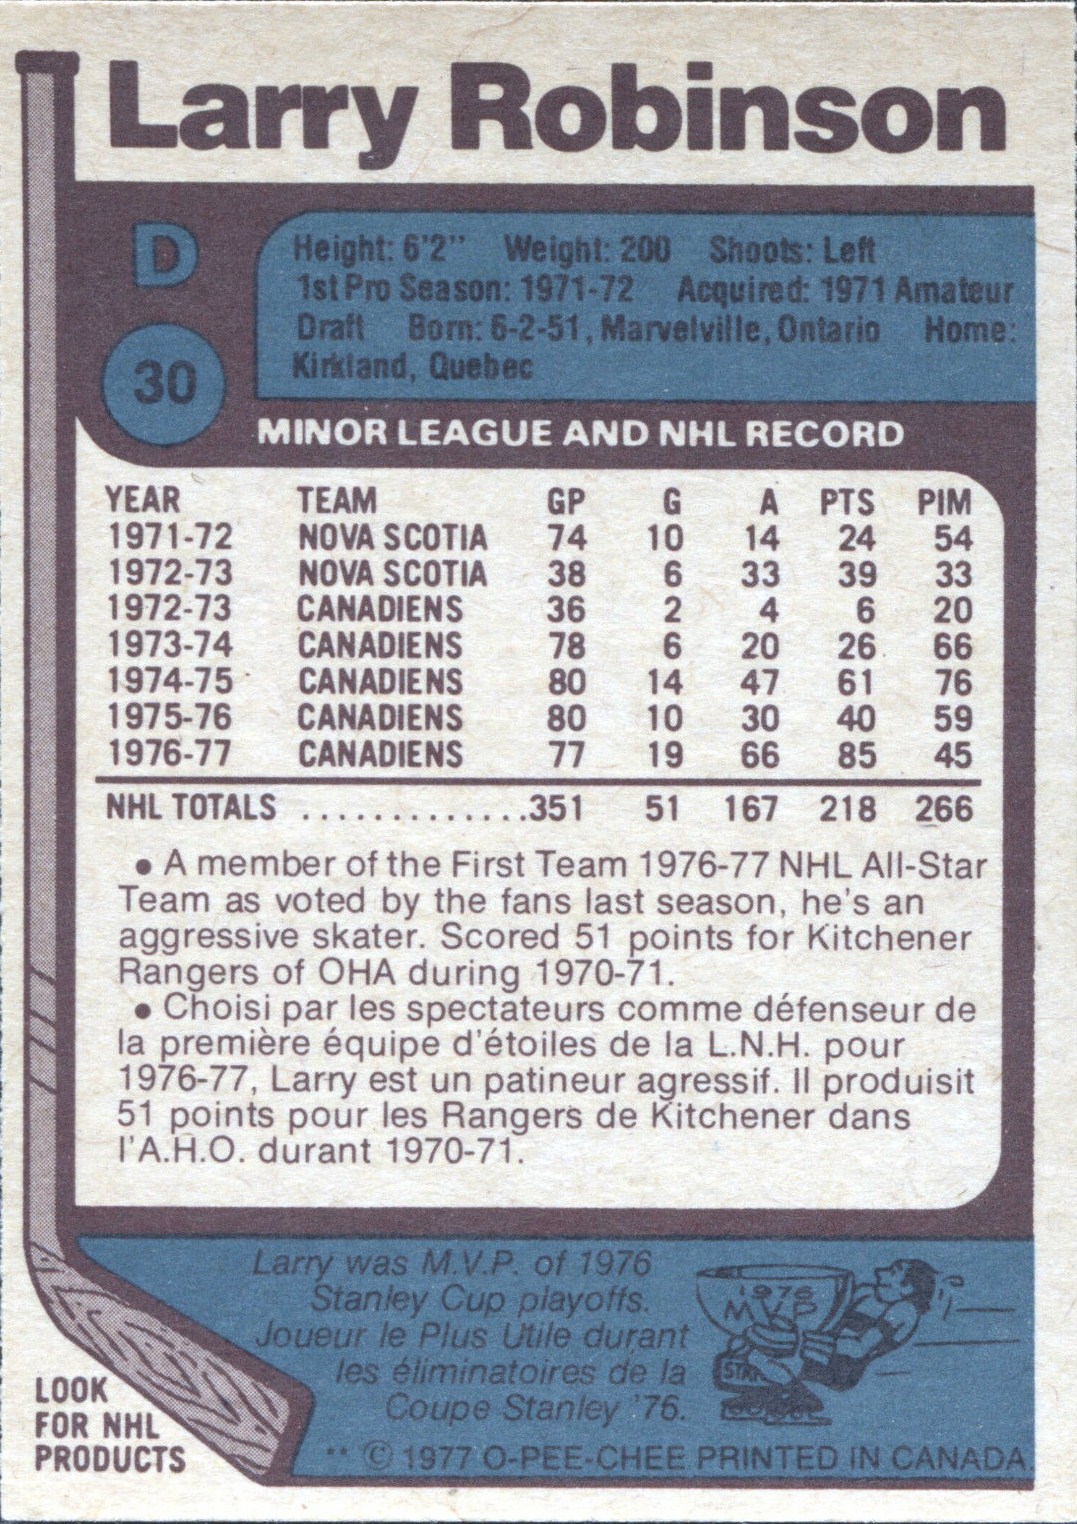 Larry Robinson
D
30
Height: 6'2" Weight: 200 Shoots: Left
1st Pro Season: 1971-72 Acquired: 1971 Amateur
Draft Born: 6-2-51, Marvelville, Ontario Home:
Kirkland, Quebec
MINOR LEAGUE AND NHL RECORD
YEAR TEAM GP G A PTS PIM
1971-72 NOVA SCOTIA 74 10 14 24 54
1972-73 NOVA SCOTIA 38 6 33 39 33
1972-73 CANADIENS 36 2 4 6 20
1973-74 CANADIENS 78 6 20 26 66
1974-75 CANADIENS 80 14 47 61 76
1975-76 CANADIENS 80 10 30 40 59
1976-77 CANADIENS 77 19 66 85 45
NHL TOTALS .............351 51 167 218 266
● A member of the First Team 1976-77 NHL All-Star
Team as voted by the fans last season, he's an
aggressive skater. Scored 51 points for Kitchener
Rangers of OHA during 1970-71.
● Choisi par les spectateurs comme défenseur de
la première équipe d'étoiles de la L.N.H. pour
1976-77, Larry est un patineur agressif. Il produisit
51 points pour les Rangers de Kitchener dans
l'A.H.O. durant 1970-71.
Larry was M.V.P. of 1976
Stanley Cup playoffs.
Joueur le Plus Utile durant
les éliminatoires de la
Coupe Stanley '76.
1976
MVP
STAN
LOOK
FOR NHL
PRODUCTS
** © 1977 O-PEE-CHEE PRINTED IN CANADA.